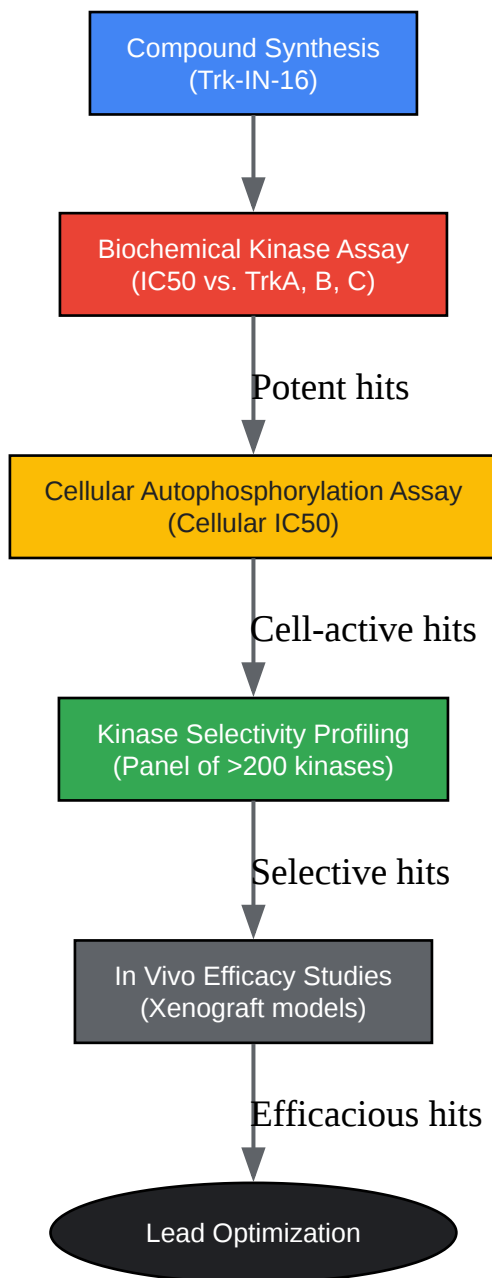 Compound Synthesis
(Trk-IN-16)
Biochemical Kinase Assay
(IC50 vs. TrkA, B, C)
Potent hits
Cellular Autophosphorylation Assay
(Cellular IC50)
Cell-active hits
Kinase Selectivity Profiling
(Panel of >200 kinases)
Selective hits
In Vivo Efficacy Studies
(Xenograft models)
Efficacious hits
Lead Optimization